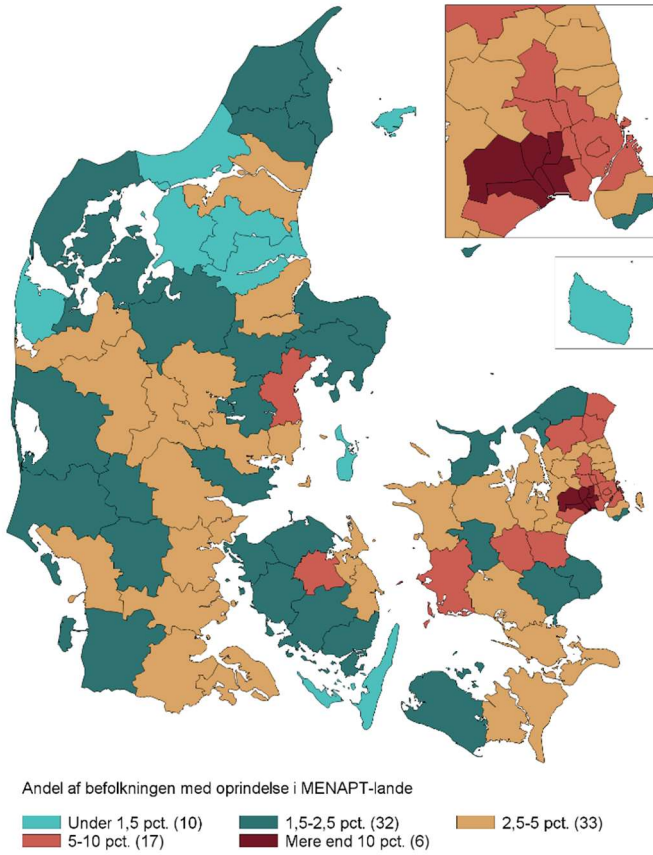 Andel af befolkningen med oprindelse i MENAPT-lande
Under 1,5 pct. (10) 1,5-2,5 pct. (32) 2,5-5 pct. (33)
5-10 pct. (17) Mere end 10 pct. (6)